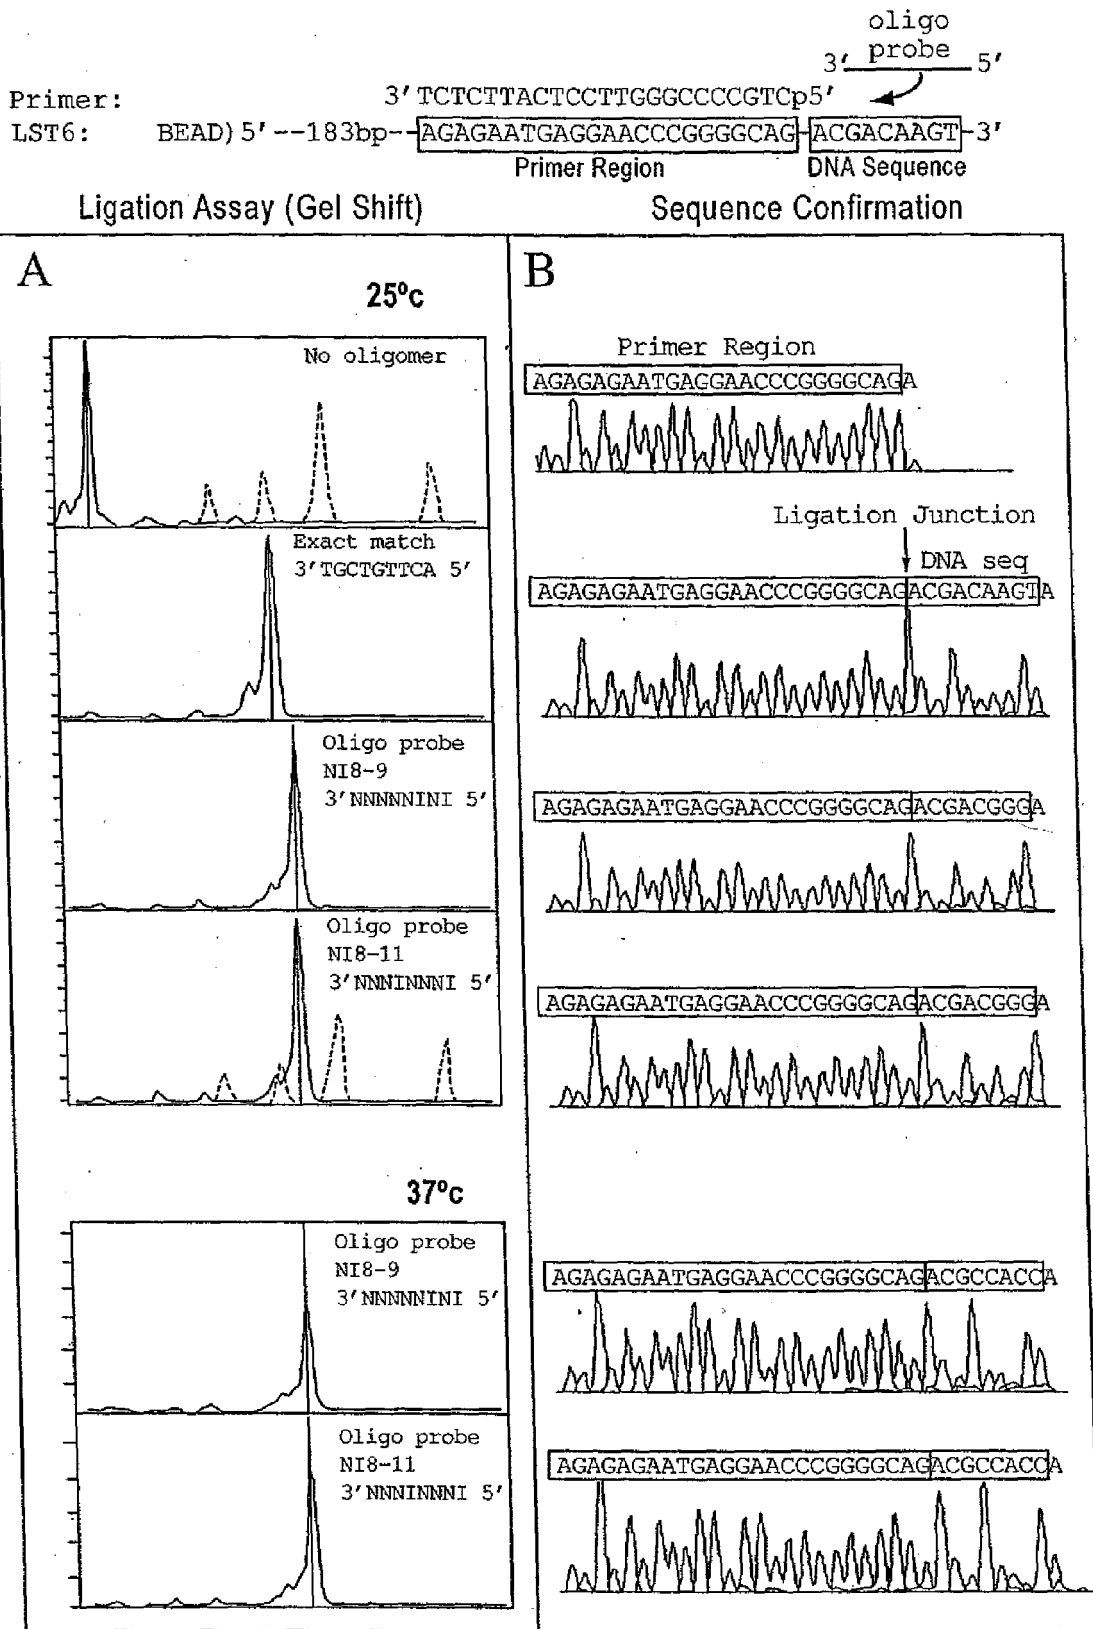 oligo
probe
3′ 5′
Primer: 3′TCTCTTACTCCTTGGGCCCCGTCp5′
LST6: BEAD)5′--183bp--AGAGAATGAGGAACCCGGGGCAG-ACGACAAGT-3′
Primer Region DNA Sequence
Ligation Assay (Gel Shift) Sequence Confirmation
A
25°c
No oligomer
Exact match
3′TGCTGTTCA 5′
Oligo probe
NI8-9
3′NNNNNINI 5′
Oligo probe
NI8-11
3′NNNINNNI 5′
37°c
Oligo probe
NI8-9
3′NNNNNINI 5′
Oligo probe
NI8-11
3′NNNINNNI 5′
B
Primer Region
AGAGAGAATGAGGAACCCGGGGCAGA
Ligation Junction
DNA seq
AGAGAGAATGAGGAACCCGGGGCAGACGACAAGTA
AGAGAGAATGAGGAACCCGGGGCAGACGACGGGA
AGAGAGAATGAGGAACCCGGGGCAGACGACGGGA
AGAGAGAATGAGGAACCCGGGGCAGACGCCACCA
AGAGAGAATGAGGAACCCGGGGCAGACGCCACCA